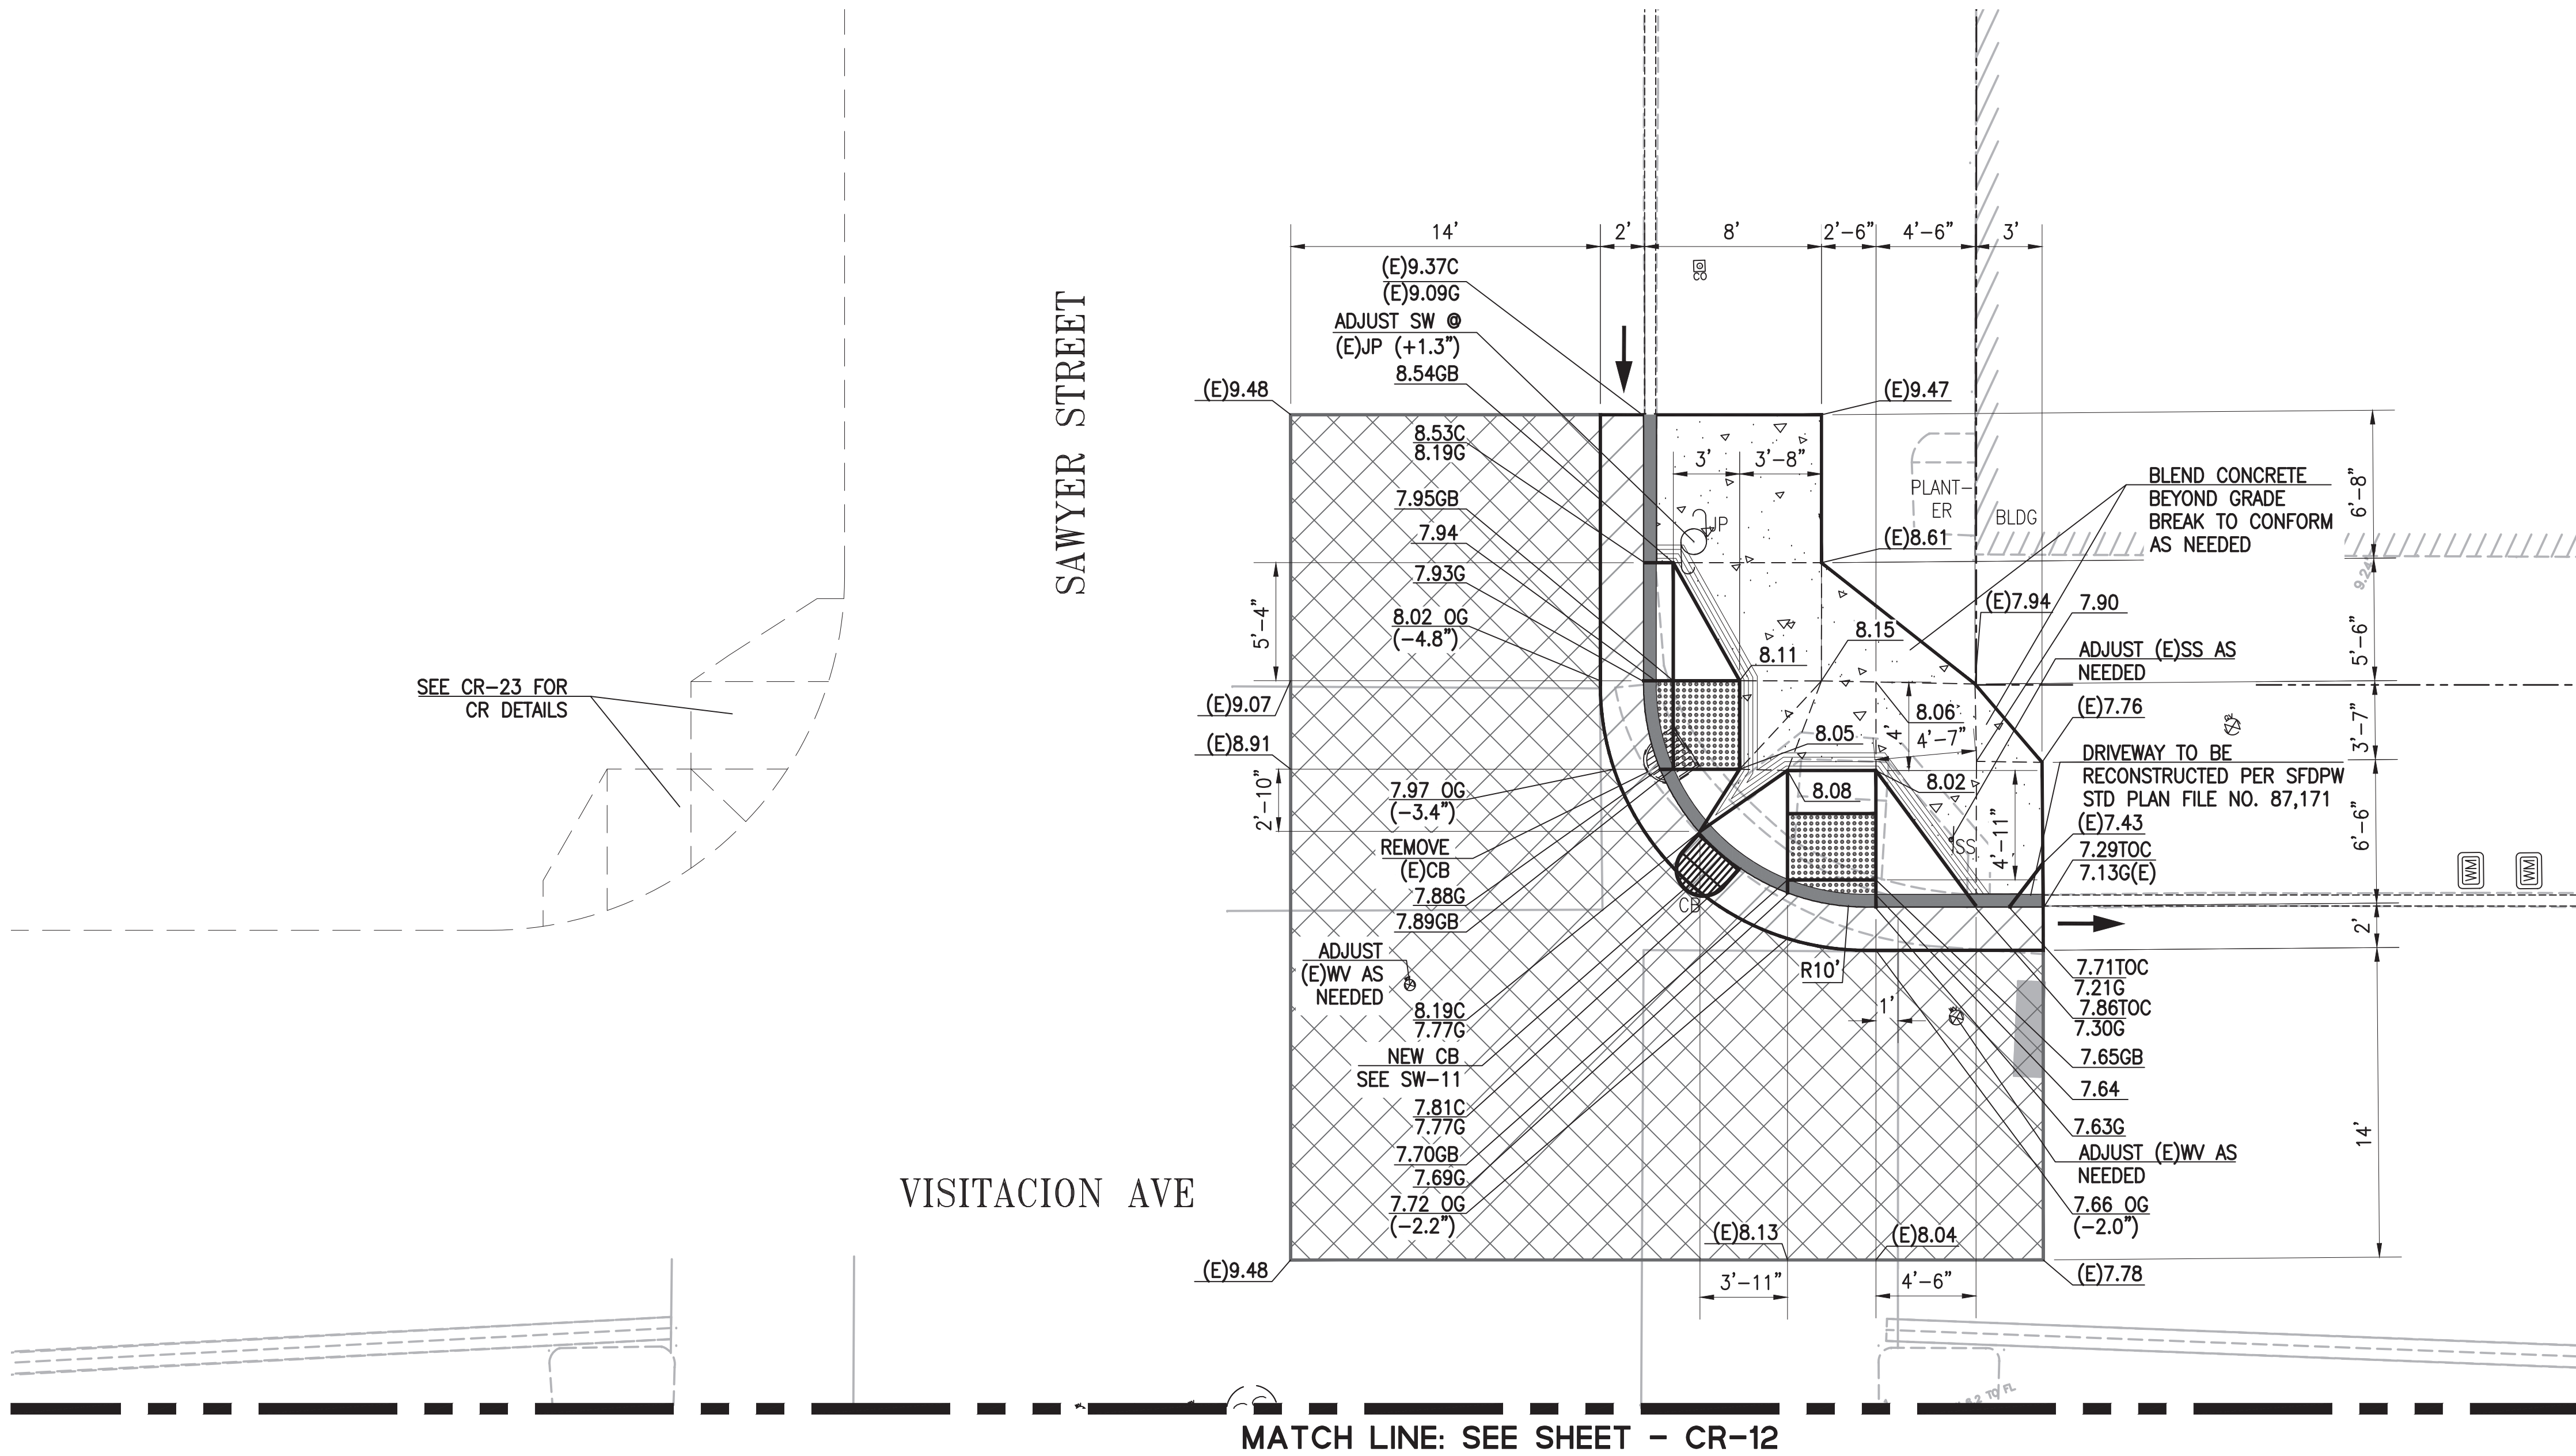 14'
2'
8'
2'-6"
4'-6"
3'
(E)9.37C
(E)9.09G
ADJUST SW @
(E)JP (+1.3")
8.54GB
CO
(E)9.48
(E)9.47
8.53C
8.19G
3'
3'-8"
7.95GB
7.94
7.93G
8.02 OG
(-4.8")
5'-4"
JP
PLANT-
ER
BLDG
(E)8.61
BLEND CONCRETE
BEYOND GRADE
BREAK TO CONFORM
AS NEEDED
6'-8"
9.24
(E)7.94
7.90
8.15
8.11
ADJUST (E)SS AS
NEEDED
5'-6"
SAWYER STREET
SEE CR-23 FOR
CR DETAILS
(E)9.07
(E)8.91
8.06
4'
4'-7"
8.05
(E)7.76
3'-7"
DRIVEWAY TO BE
RECONSTRUCTED PER SFDPW
STD PLAN FILE NO. 87,171
2'-10"
7.97 OG
(-3.4")
8.08
8.02
(E)7.43
7.29TOC
7.13G(E)
4'-11"
6'-6"
SS
REMOVE
(E)CB
7.88G
7.89GB
CB
WM
WM
2'
ADJUST
(E)WV AS
NEEDED
R10'
1'
7.71TOC
7.21G
7.86TOC
7.30G
8.19C
7.77G
NEW CB
SEE SW-11
7.65GB
7.64
7.81C
7.77G
7.63G
14'
7.70GB
7.69G
ADJUST (E)WV AS
NEEDED
7.72 OG
(-2.2")
7.66 OG
(-2.0")
VISITACION AVE
(E)8.13
(E)8.04
(E)9.48
(E)7.78
3'-11"
4'-6"
TO FL
MATCH LINE: SEE SHEET - CR-12